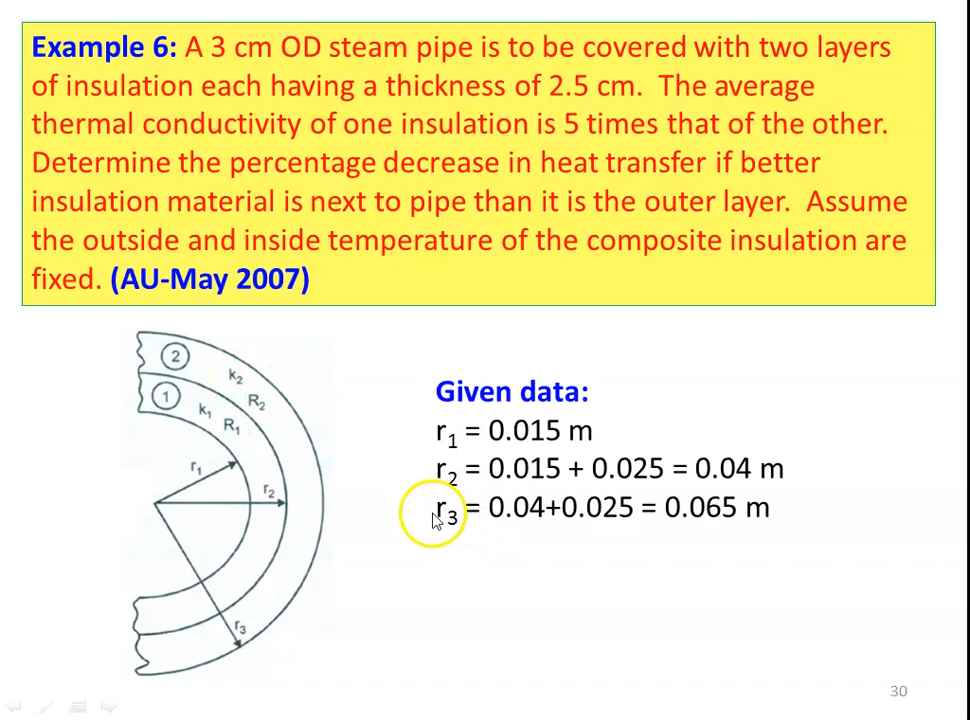 Example 6: A 3 cm OD steam pipe is to be covered with two layers
of insulation each having a thickness of 2.5 cm. The average
thermal conductivity of one insulation is 5 times that of the other.
Determine the percentage decrease in heat transfer if better
insulation material is next to pipe than it is the outer layer. Assume
the outside and inside temperature of the composite insulation are
fixed. (AU-May 2007)
2
k₂
R₂
1
k₁
R₁
r₁
r₂
r₃
Given data:
r₁ = 0.015 m
r₂ = 0.015 + 0.025 = 0.04 m
r₃ = 0.04+0.025 = 0.065 m
30